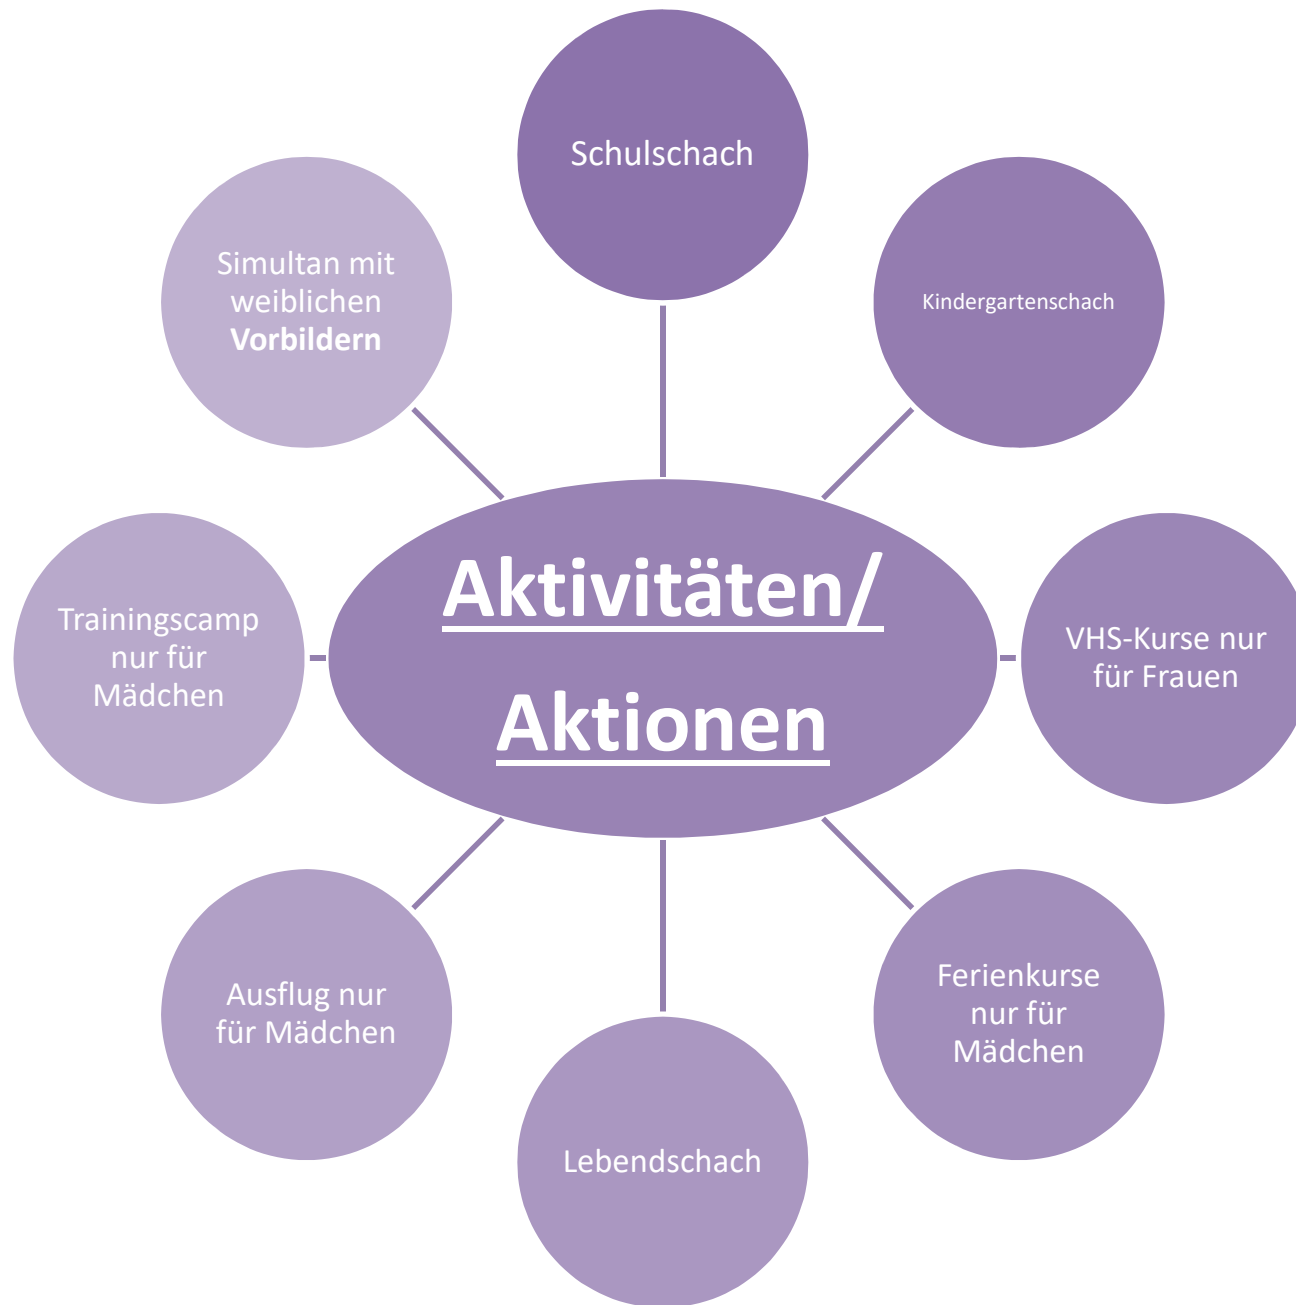 Schulschach
Kindergartenschach
VHS-Kurse nur
für Frauen
Ferienkurse
nur für
Mädchen
Lebendschach
Ausflug nur
für Mädchen
Trainingscamp
nur für
Mädchen
Simultan mit
weiblichen
Vorbildern
Aktivitäten/
Aktionen